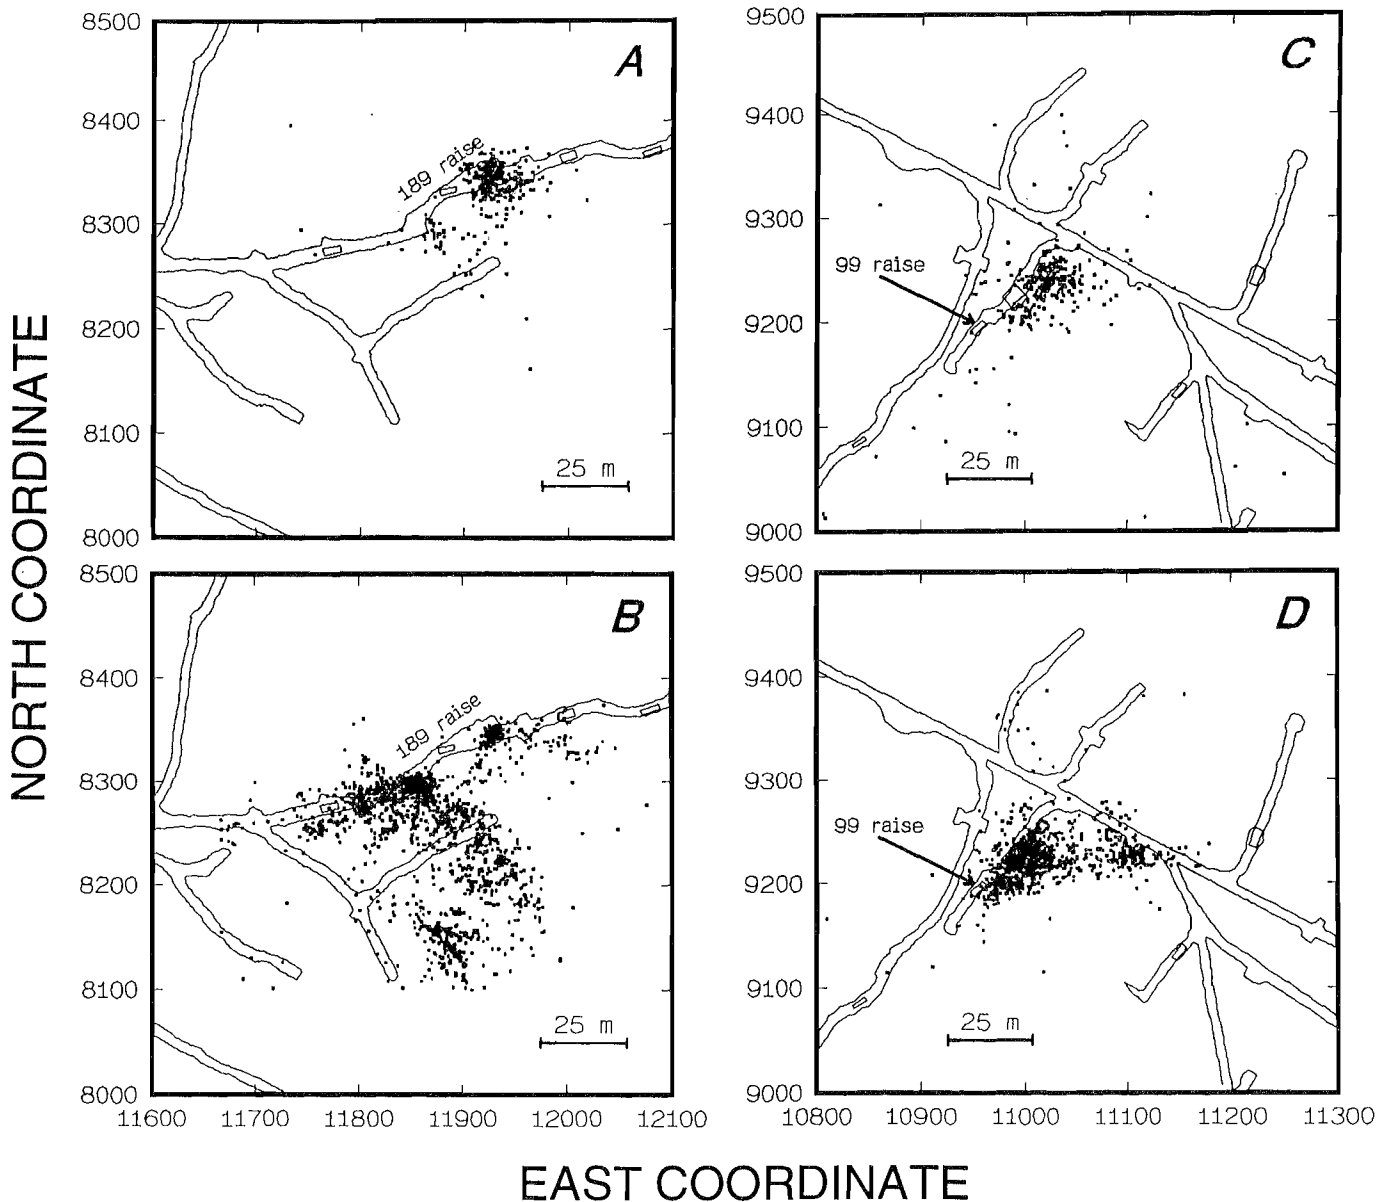 NORTH COORDINATE
8500
8400
8300
8200
8100
8000
A
189 raise
25 m
9500
9400
9300
9200
9100
9000
C
99 raise
25 m
8500
8400
8300
8200
8100
8000
B
189 raise
25 m
11600 11700 11800 11900 12000 12100
9500
9400
9300
9200
9100
9000
D
99 raise
25 m
10800 10900 11000 11100 11200 11300
EAST COORDINATE